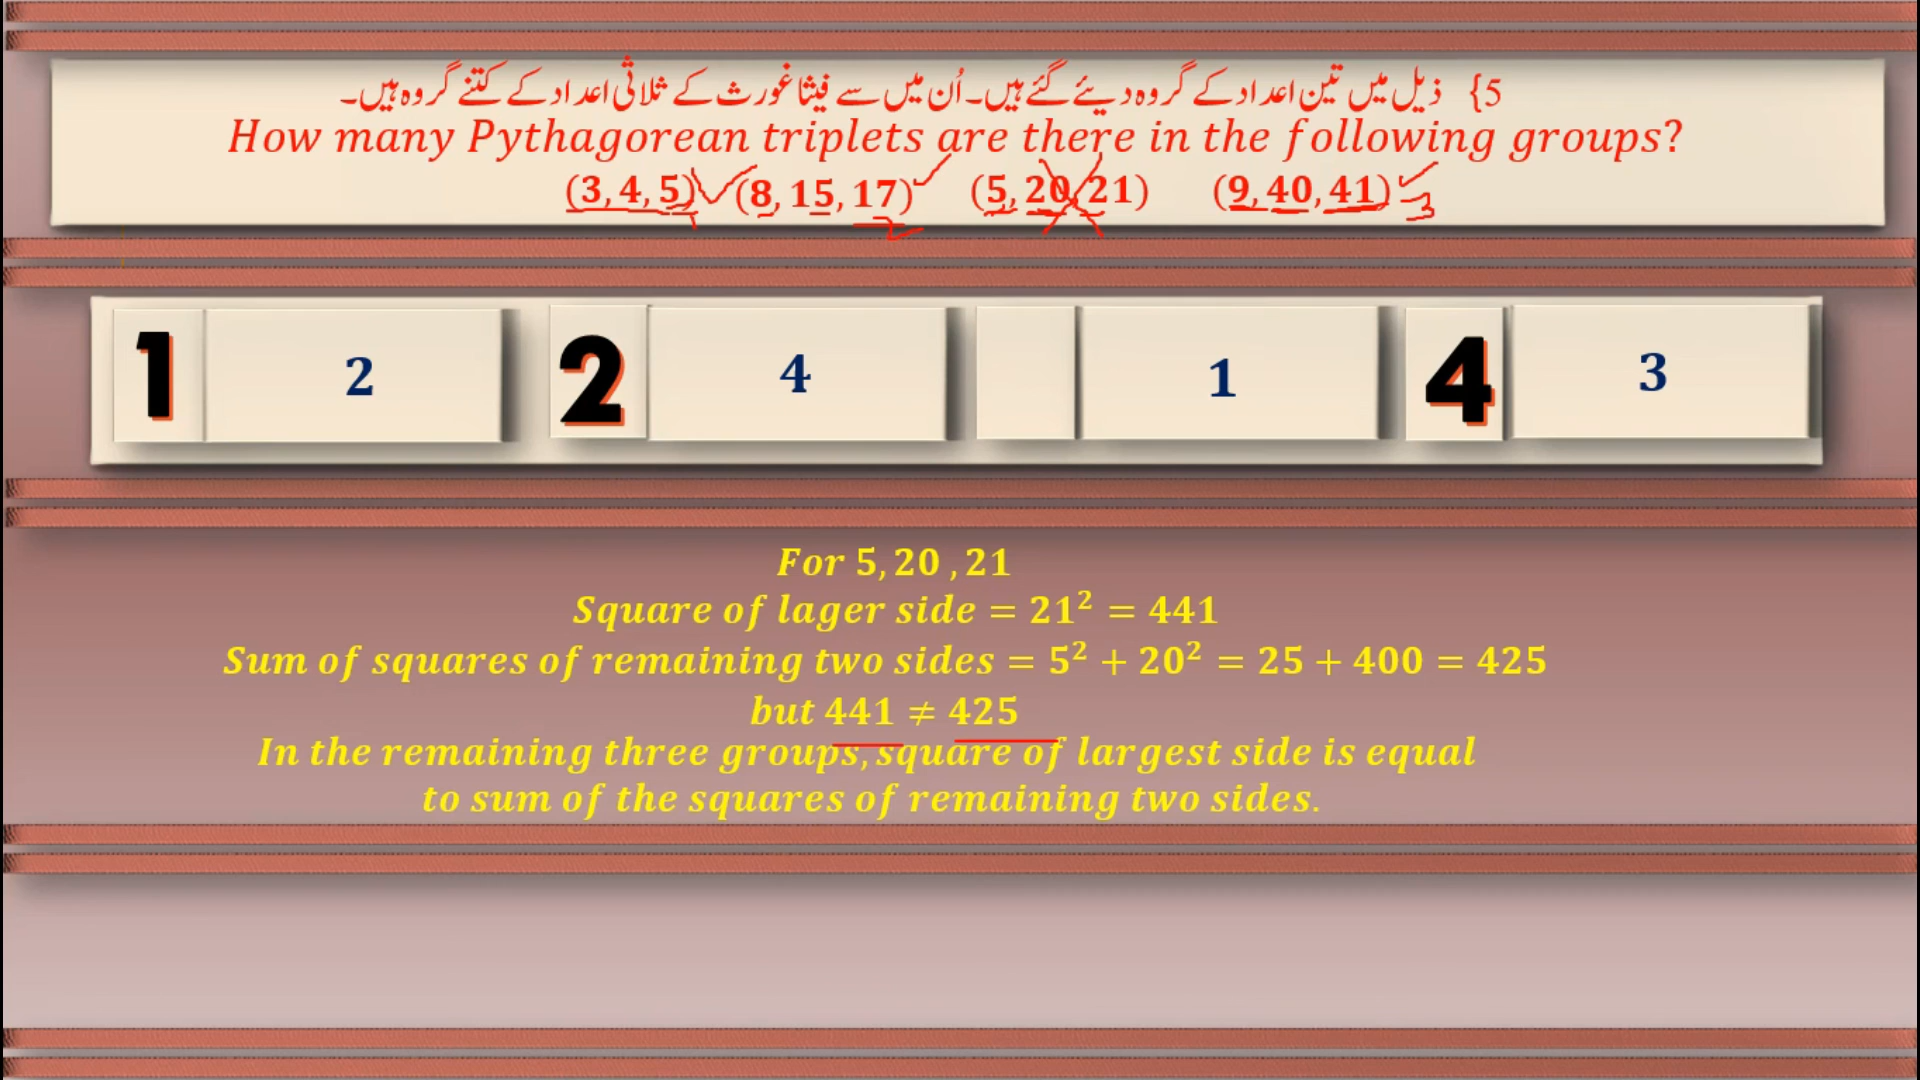 5} ذیل میں تین اعداد کے گروہ دیئے گئے ہیں۔ اُن میں سے فیثا غورث کے ثلاثی اعداد کے کتنے گروہ ہیں۔
How many Pythagorean triplets are there in the following groups?
(3, 4, 5) (8, 15, 17) (5, 20, 21) (9, 40, 41)
1 2 2 4 1 4 3
For 5, 20 , 21
Square of lager side = 21² = 441
Sum of squares of remaining two sides = 5² + 20² = 25 + 400 = 425
but 441 ≠ 425
In the remaining three groups, square of largest side is equal
to sum of the squares of remaining two sides.